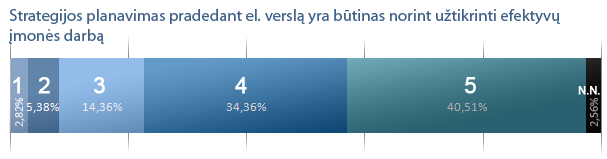 Strategijos planavimas pradedant el. verslą yra būtinas norint užtikrinti efektyvų
įmonės darbą
1 2 3 4 5 N.N.
2,82% 5,38% 14,36% 34,36% 40,51% 2,56%